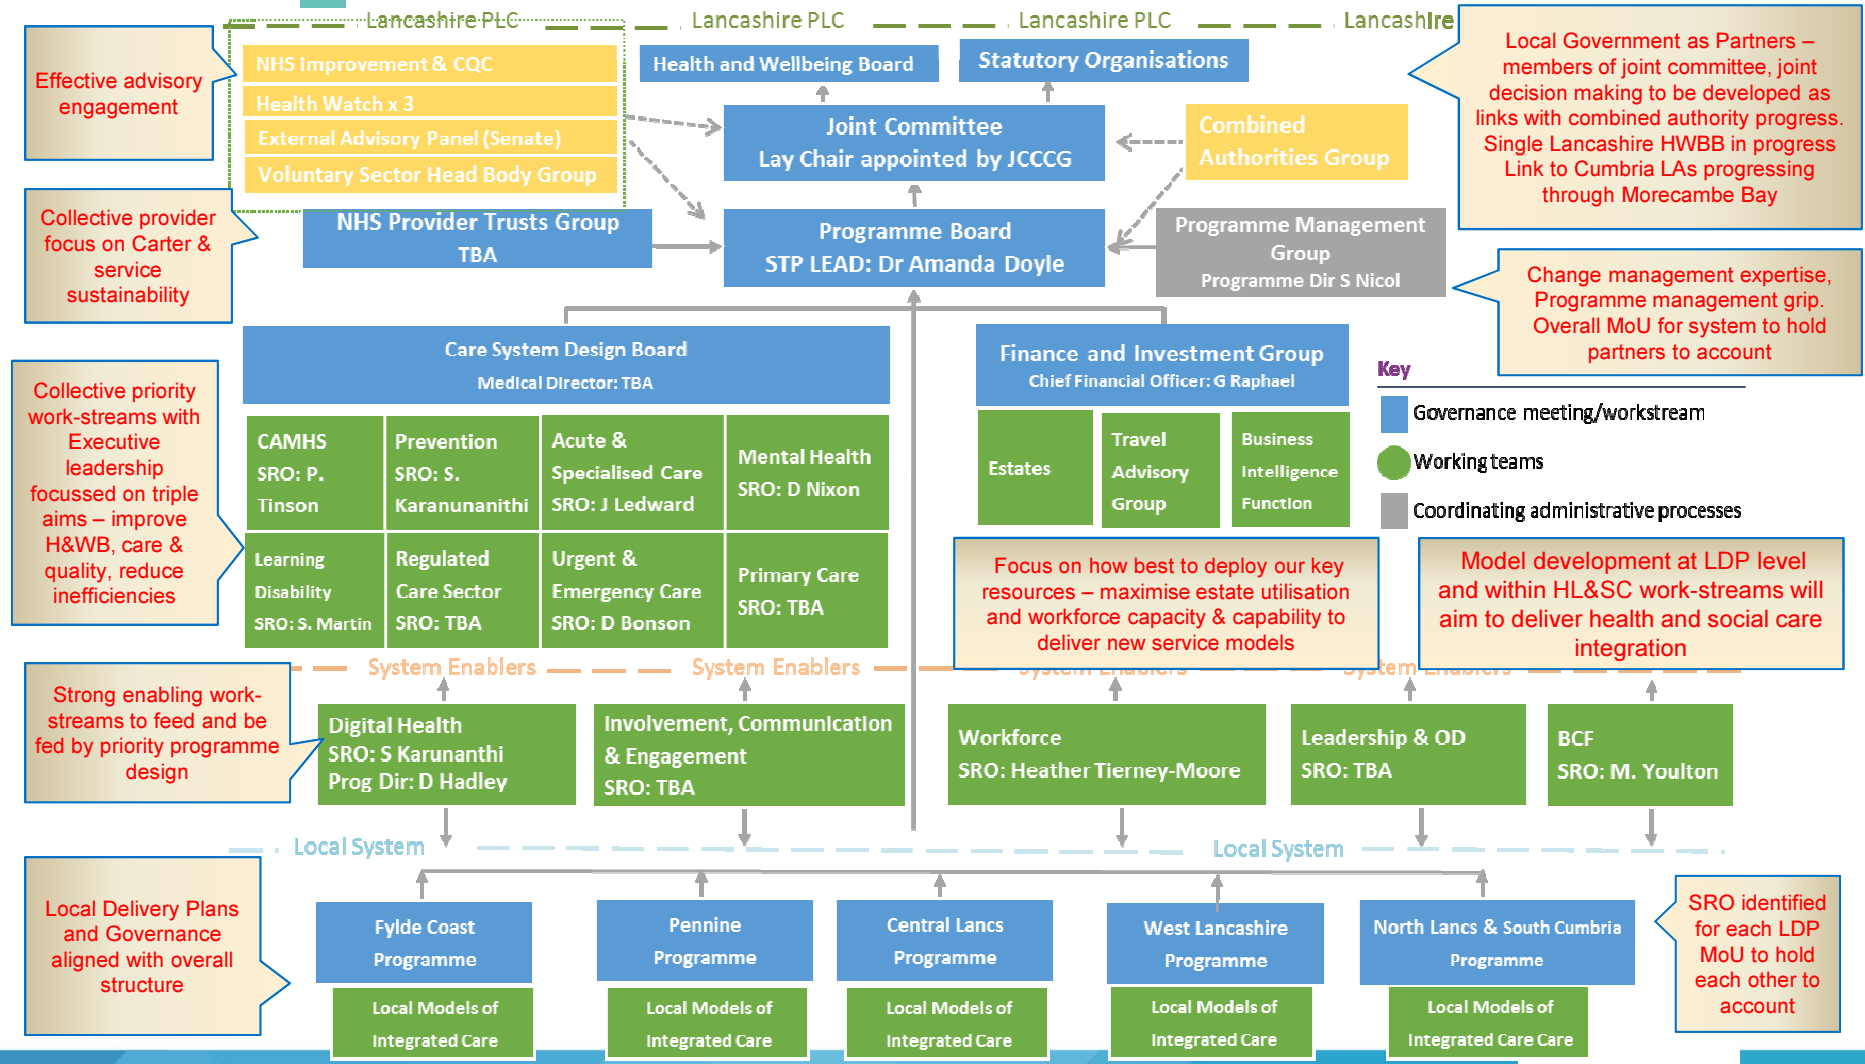 Lancashire PLC
Lancashire PLC
Lancashire PLC
Lancashire
Effective advisory
engagement
NHS Improvement & CQC
Health Watch x 3
External Advisory Panel (Senate)
Voluntary Sector Head Body Group
Health and Wellbeing Board
Statutory Organisations
Joint Committee
Lay Chair appointed by JCCCG
Combined
Authorities Group
Local Government as Partners –
members of joint committee, joint
decision making to be developed as
links with combined authority progress.
Single Lancashire HWBB in progress
Link to Cumbria LAs progressing
through Morecambe Bay
Collective provider
focus on Carter &
service
sustainability
NHS Provider Trusts Group
TBA
Programme Board
STP LEAD: Dr Amanda Doyle
Programme Management
Group
Programme Dir S Nicol
Change management expertise,
Programme management grip.
Overall MoU for system to hold
partners to account
Care System Design Board
Medical Director: TBA
Finance and Investment Group
Chief Financial Officer: G Raphael
Key
Governance meeting/workstream
Working teams
Coordinating administrative processes
Collective priority
work-streams with
Executive
leadership
focussed on triple
aims – improve
H&WB, care &
quality, reduce
inefficiencies
CAMHS
SRO: P.
Tinson
Prevention
SRO: S.
Karanunanithi
Acute &
Specialised Care
SRO: J Ledward
Mental Health
SRO: D Nixon
Estates
Travel
Advisory
Group
Business
Intelligence
Function
Learning
Disability
SRO: S. Martin
Regulated
Care Sector
SRO: TBA
Urgent &
Emergency Care
SRO: D Bonson
Primary Care
SRO: TBA
Focus on how best to deploy our key
resources – maximise estate utilisation
and workforce capacity & capability to
deliver new service models
Model development at LDP level
and within HL&SC work-streams will
aim to deliver health and social care
integration
System Enablers
System Enablers
System Enablers
System Enablers
Strong enabling work-
streams to feed and be
fed by priority programme
design
Digital Health
SRO: S Karunanthi
Prog Dir: D Hadley
Involvement, Communication
& Engagement
SRO: TBA
Workforce
SRO: Heather Tierney-Moore
Leadership & OD
SRO: TBA
BCF
SRO: M. Youlton
Local System
Local System
Local Delivery Plans
and Governance
aligned with overall
structure
Fylde Coast
Programme
Pennine
Programme
Central Lancs
Programme
West Lancashire
Programme
North Lancs & South Cumbria
Programme
SRO identified
for each LDP
MoU to hold
each other to
account
Local Models of
Integrated Care
Local Models of
Integrated Care
Local Models of
Integrated Care
Local Models of
Integrated Care
Local Models of
Integrated Care Care